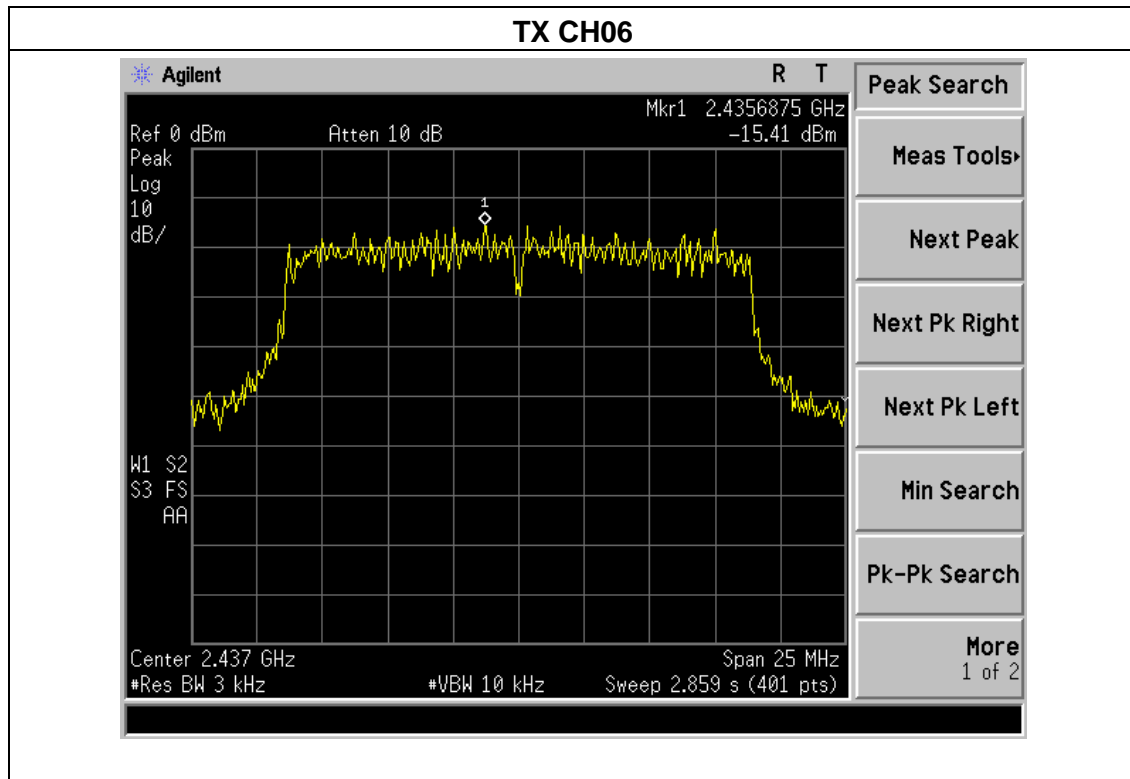 TX CH06
Agilent R T
Peak Search
Mkr1 2.4356875 GHz
Ref 0 dBm Atten 10 dB -15.41 dBm
Peak
Log
10
dB/
1
W1 S2
S3 FS
AA
Center 2.437 GHz Span 25 MHz
#Res BW 3 kHz #VBW 10 kHz Sweep 2.859 s (401 pts)
Meas Tools
Next Peak
Next Pk Right
Next Pk Left
Min Search
Pk-Pk Search
More
1 of 2